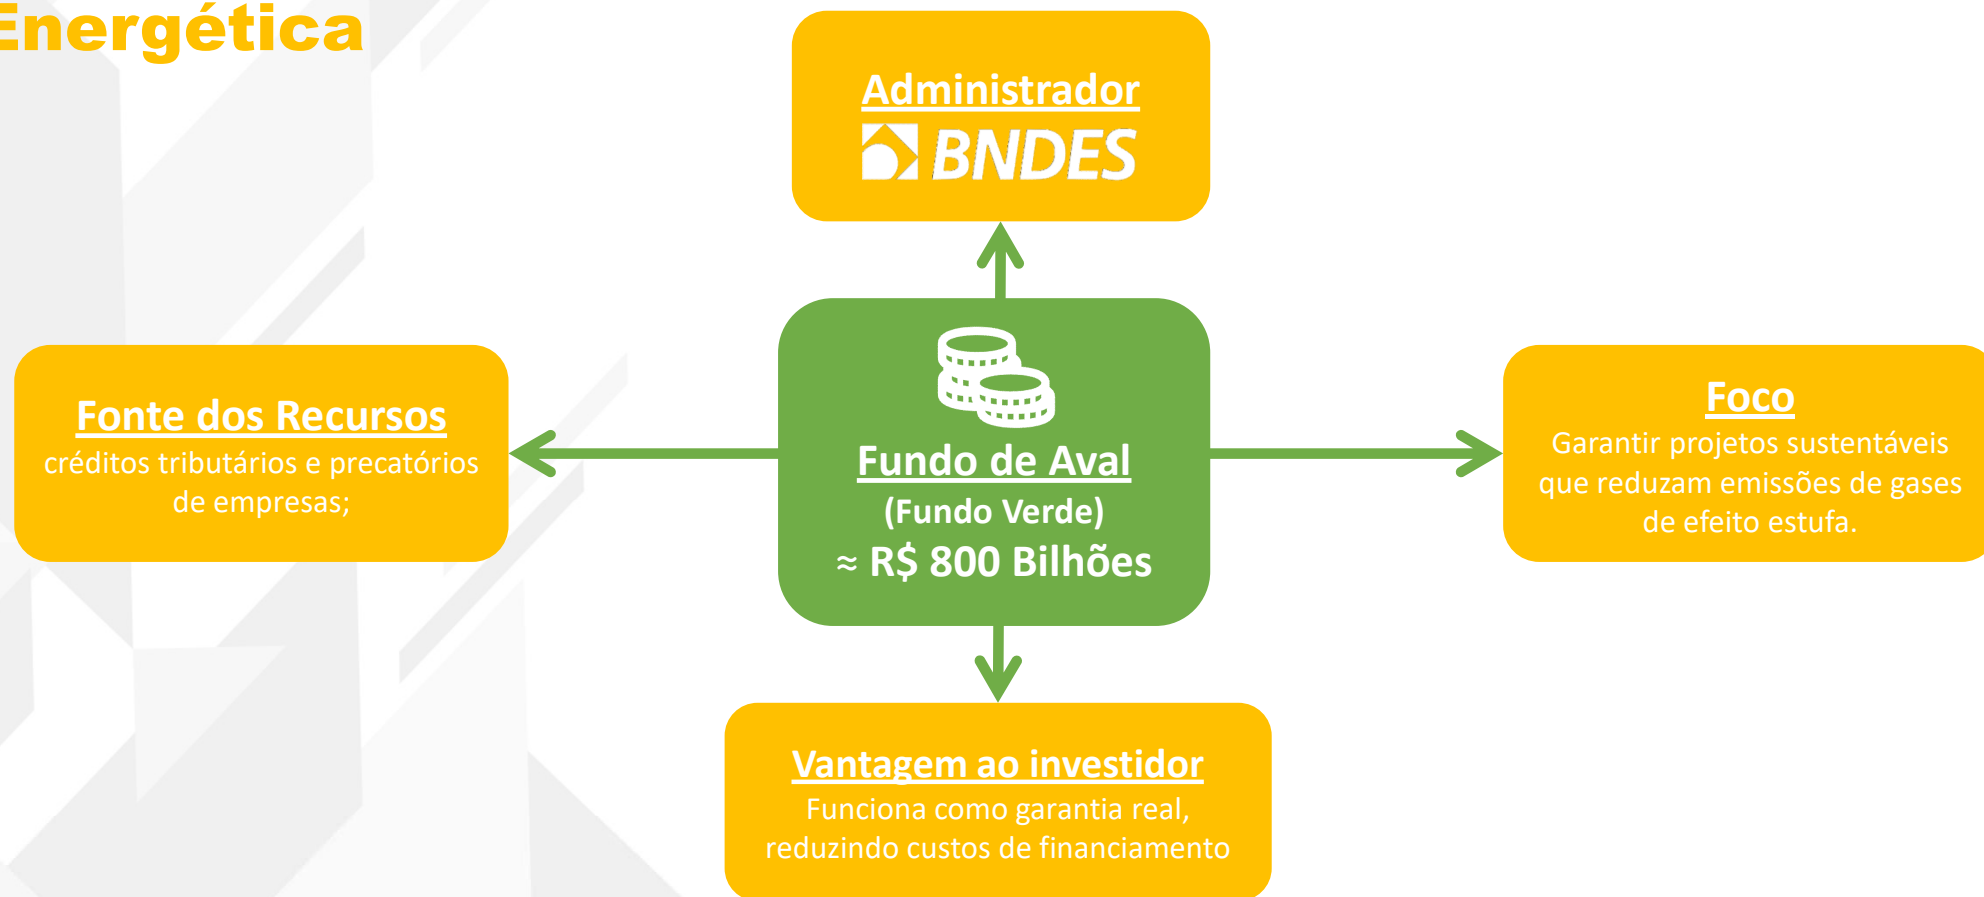 Energética
Administrador
BNDES
Fonte dos Recursos
créditos tributários e precatórios
de empresas;
Fundo de Aval
(Fundo Verde)
≈ R$ 800 Bilhões
Foco
Garantir projetos sustentáveis
que reduzam emissões de gases
de efeito estufa.
Vantagem ao investidor
Funciona como garantia real,
reduzindo custos de financiamento